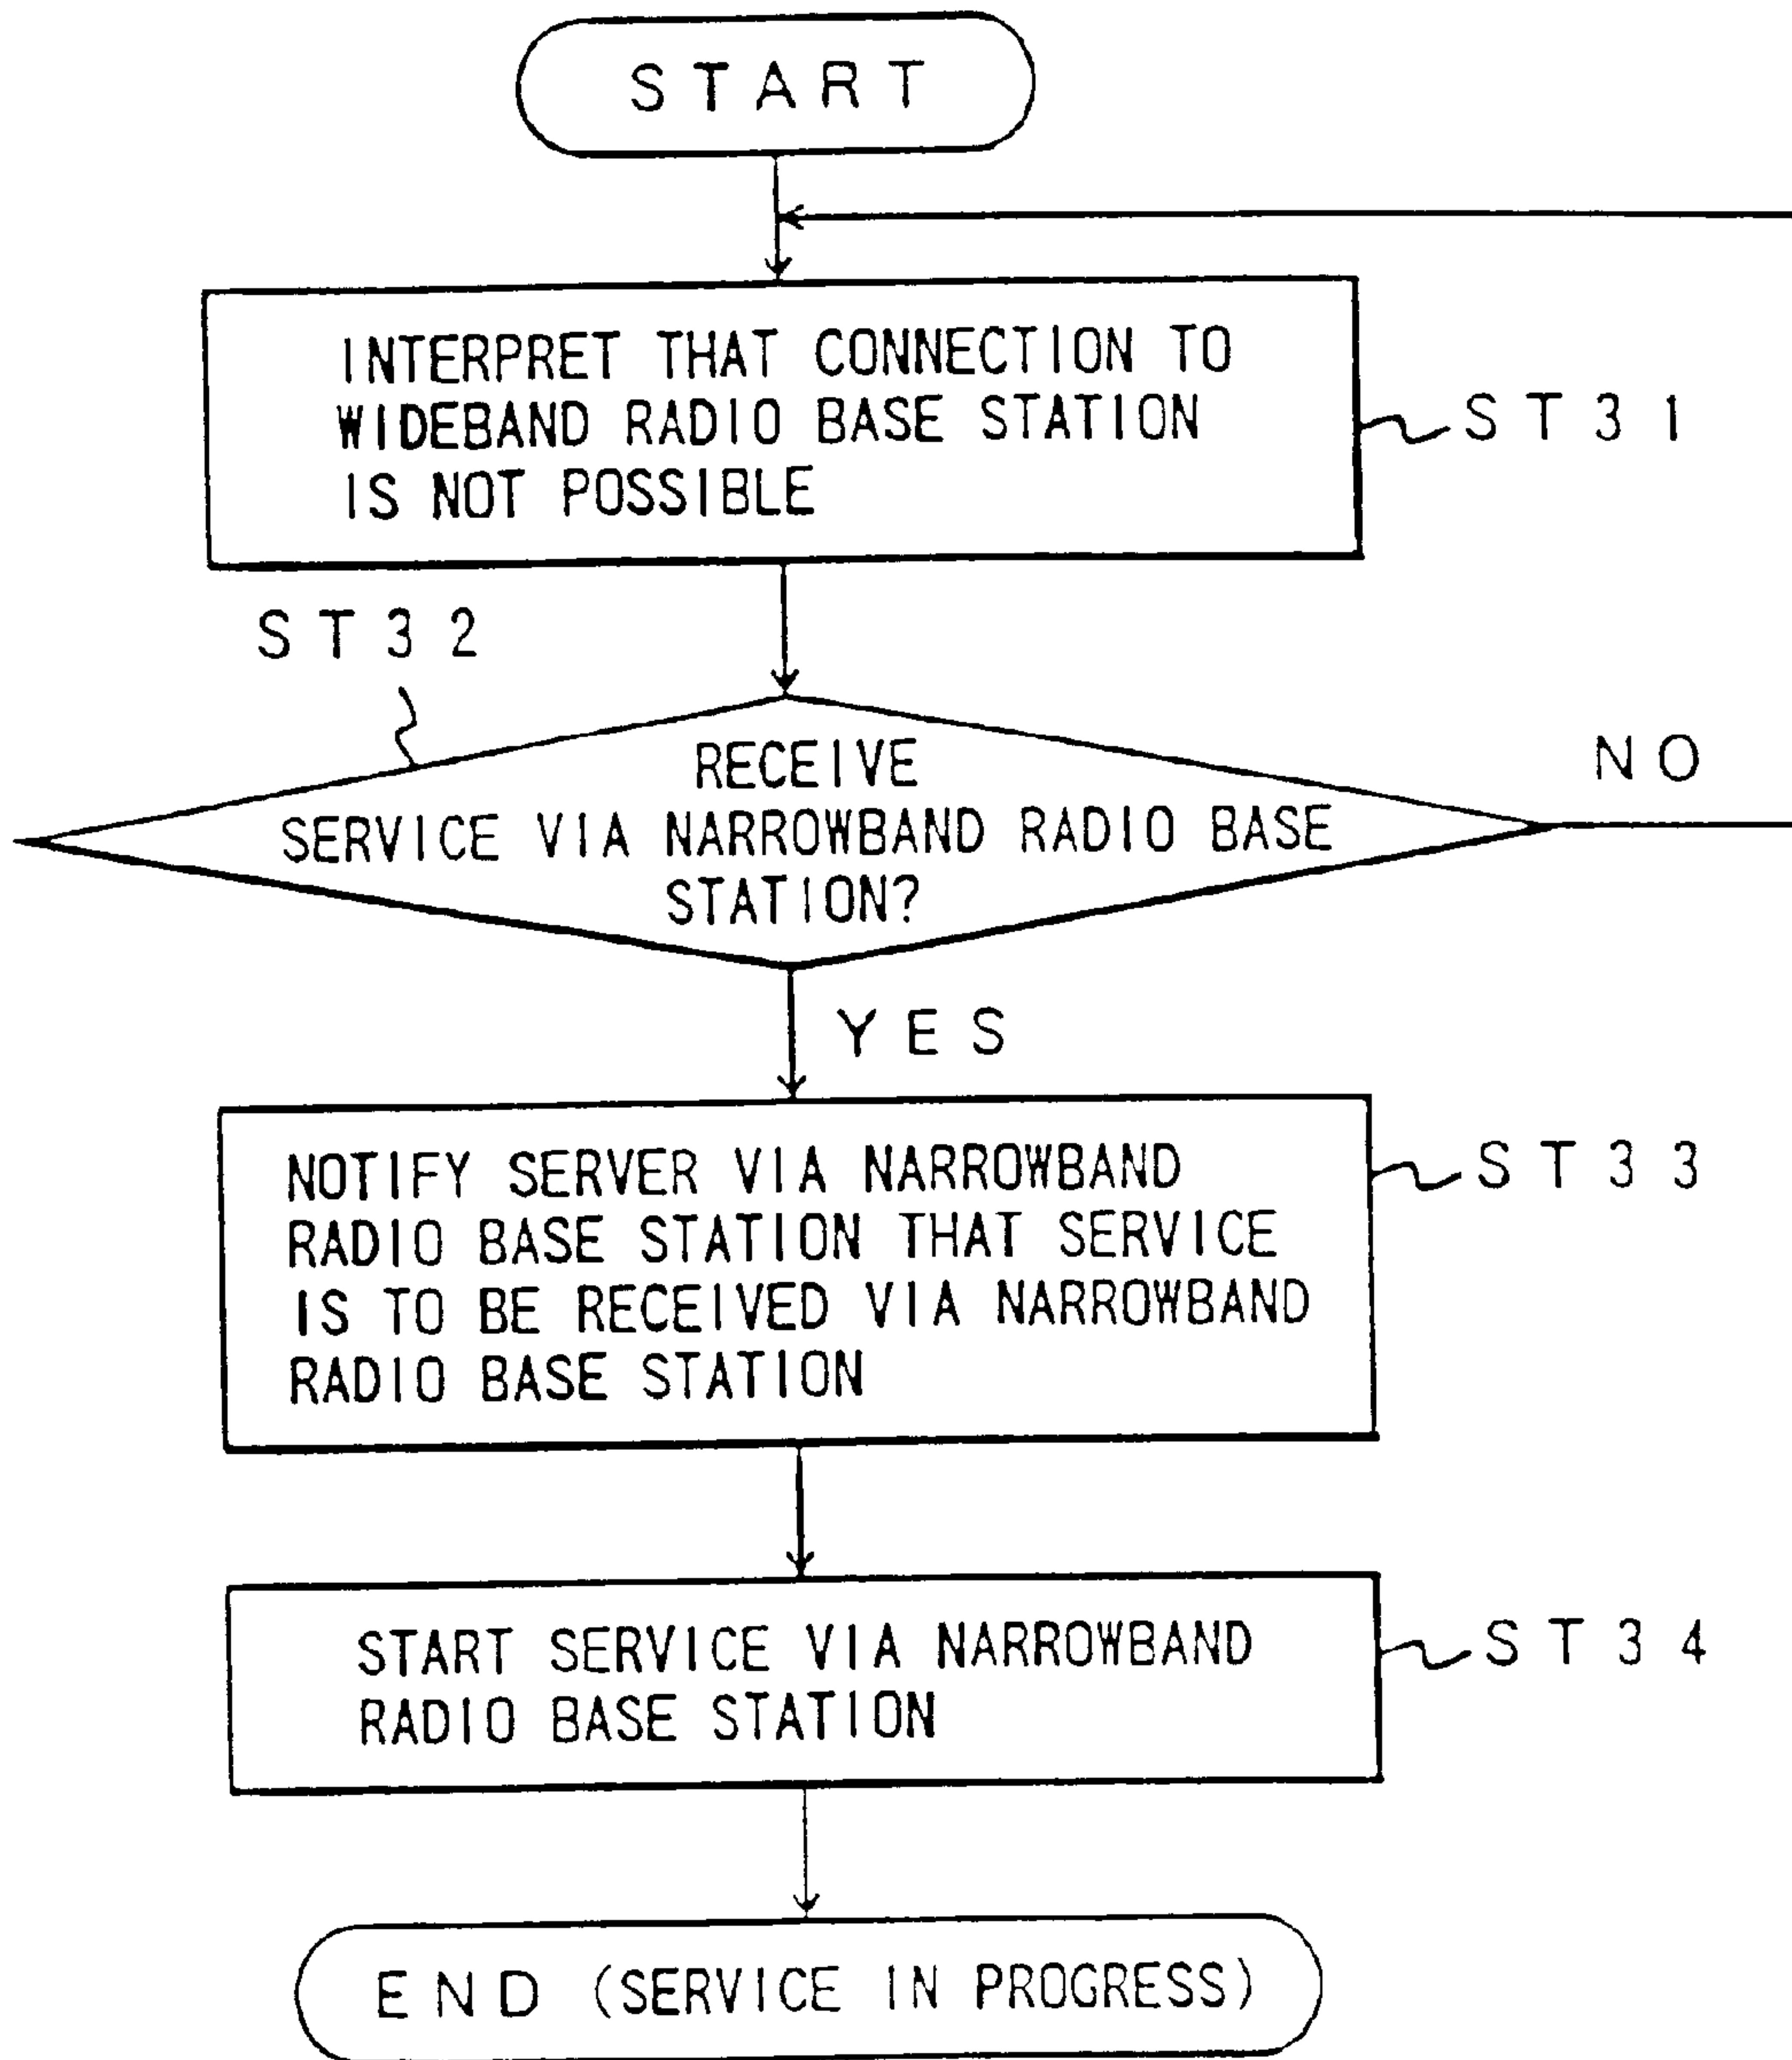 START
INTERPRET THAT CONNECTION TO
WIDEBAND RADIO BASE STATION
IS NOT POSSIBLE
ST31
ST32
RECEIVE
SERVICE VIA NARROWBAND RADIO BASE
STATION?
NO
YES
NOTIFY SERVER VIA NARROWBAND
RADIO BASE STATION THAT SERVICE
IS TO BE RECEIVED VIA NARROWBAND
RADIO BASE STATION
ST33
START SERVICE VIA NARROWBAND
RADIO BASE STATION
ST34
END (SERVICE IN PROGRESS)